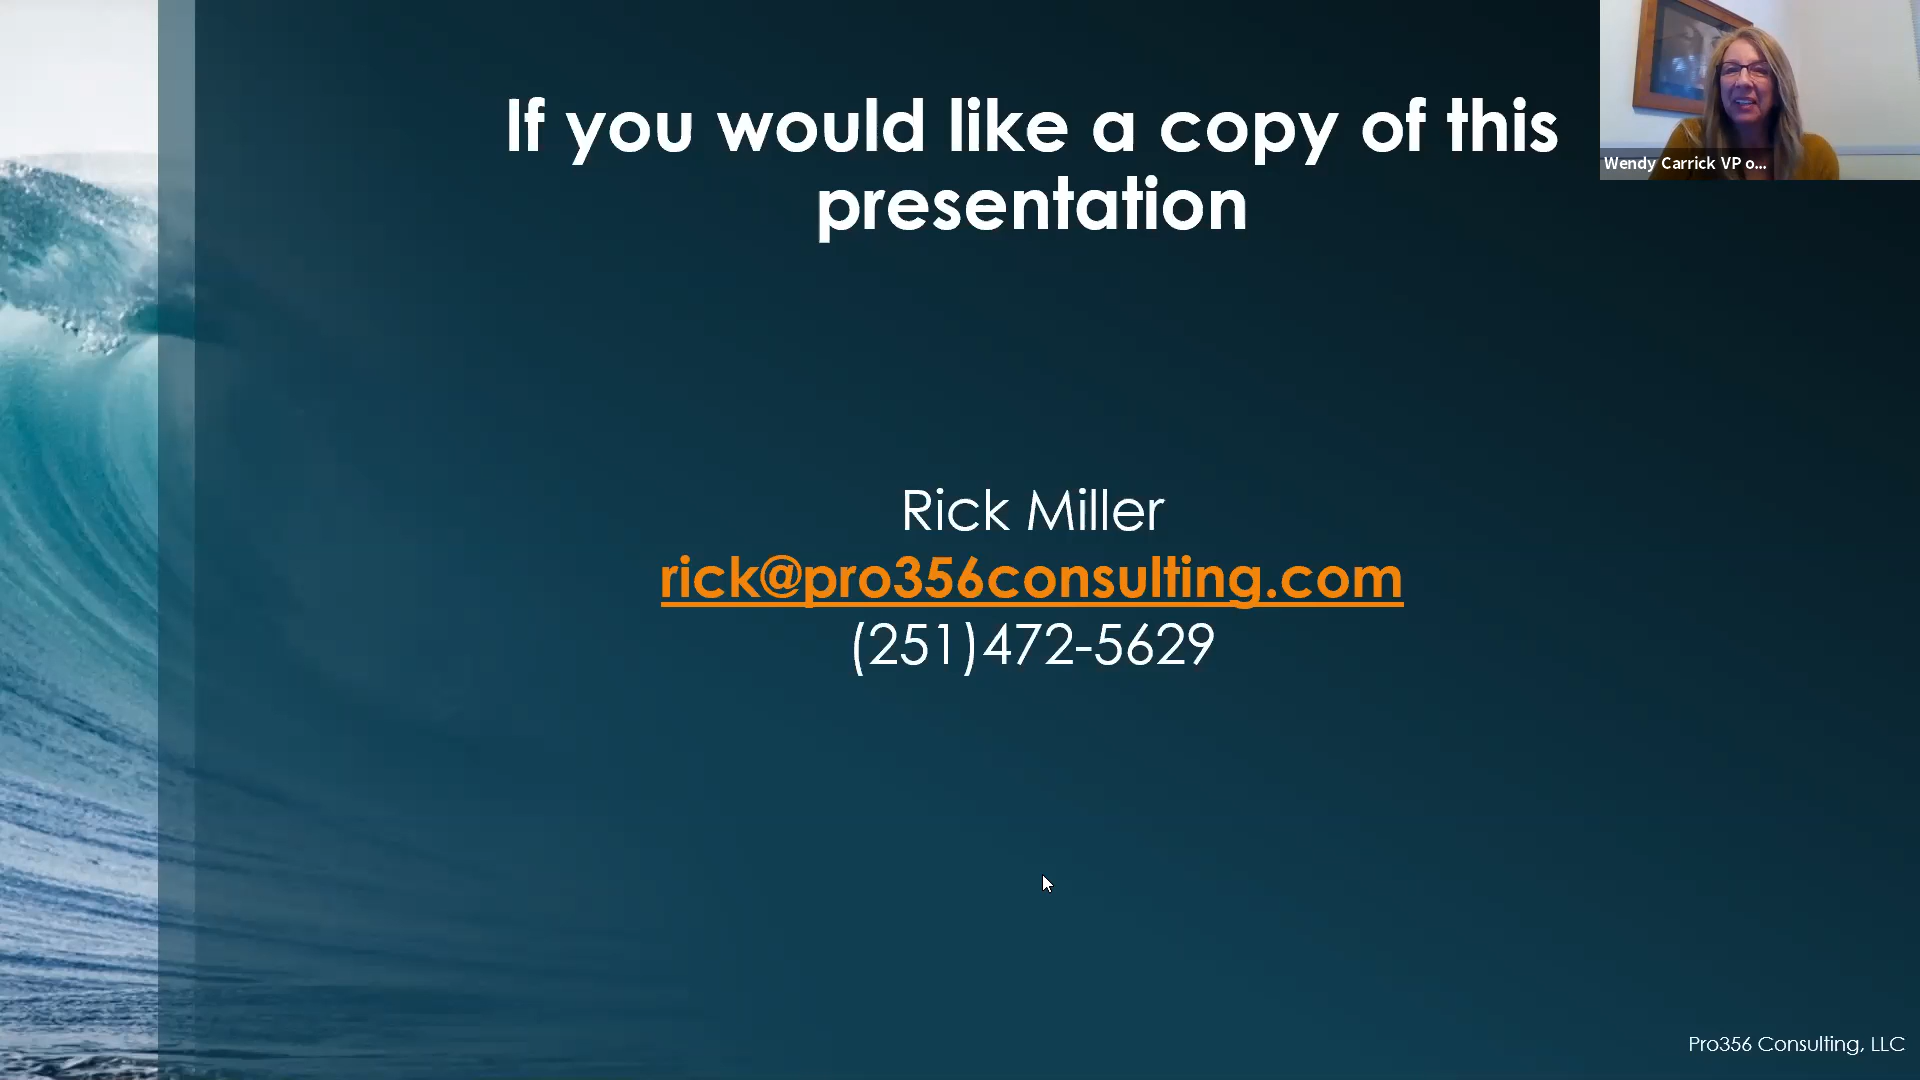 If you would like a copy of this
presentation
Wendy Carrick VP o...
Rick Miller
rick@pro356consulting.com
(251)472-5629
Pro356 Consulting, LLC